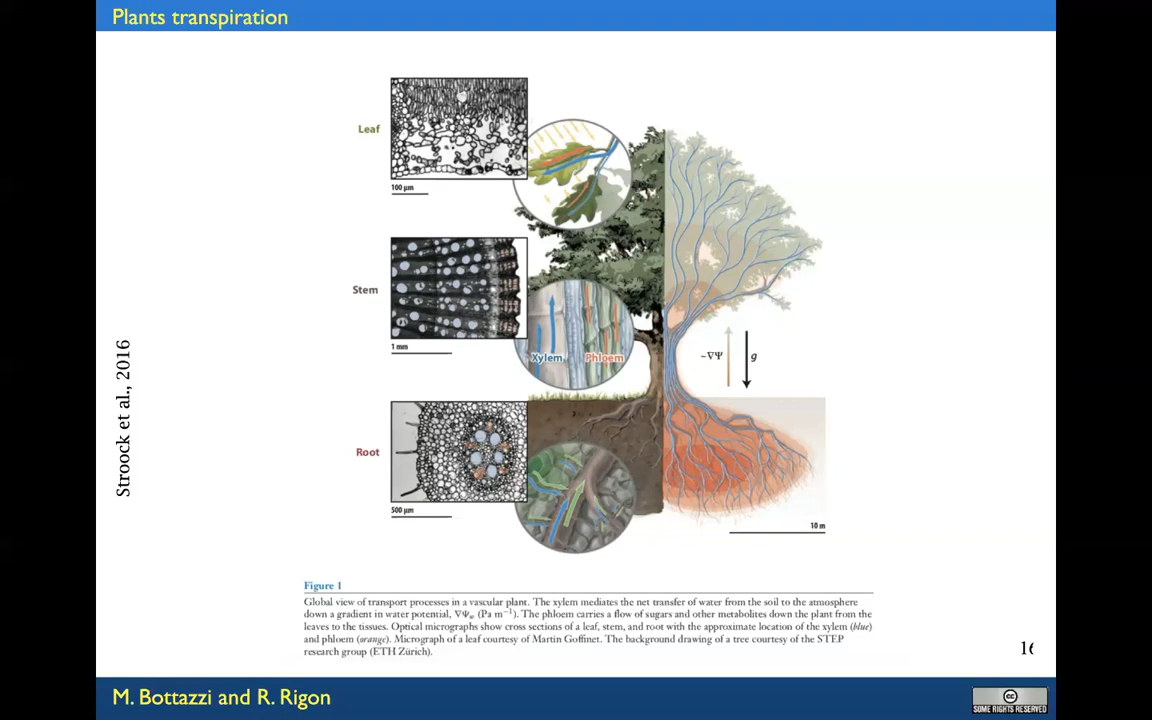 Plants transpiration
Leaf
100 µm
Stem
1 mm
Xylem
Phloem
~∇Ψ
g
Root
500 µm
10 m
Stroock et al., 2016
Figure 1
Global view of transport processes in a vascular plant. The xylem mediates the net transfer of water from the soil to the atmosphere
down a gradient in water potential, ∇Ψw (Pa m−1). The phloem carries a flow of sugars and other metabolites down the plant from the
leaves to the tissues. Optical micrographs show cross sections of a leaf, stem, and root with the approximate location of the xylem (blue)
and phloem (orange). Micrograph of a leaf courtesy of Martin Goffinet. The background drawing of a tree courtesy of the STEP
research group (ETH Zürich).
16
M. Bottazzi and R. Rigon
cc
SOME RIGHTS RESERVED